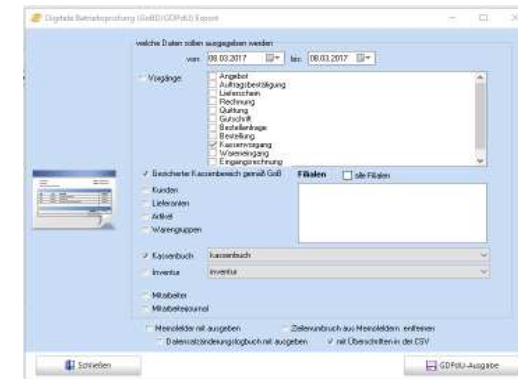 Digitale Betriebsprüfung (GoBD/GDPdU) Export
welche Daten sollen ausgegeben werden
von: 08.03.2017 bis: 08.03.2017
Vorgänge:
Angebot
Auftragsbestätigung
Lieferschein
Rechnung
Quittung
Gutschrift
Bestellanfrage
Bestellung
Kassenvorgang
Wareneingang
Eingangsrechnung
Gesicherter Kassenbereich gemäß GoB Filialen alle Filialen
Kunden
Lieferanten
Artikel
Warengruppen
Kassenbuch kassenbuch
Inventur inventur
Mitarbeiter
Mitarbeiterjournal
Memofelder mit ausgeben Zeilenumbruch aus Memofeldern entfernen
Datensatzänderungslogbuch mit ausgeben mit Überschriften in der CSV
Schließen GDPdU-Ausgabe